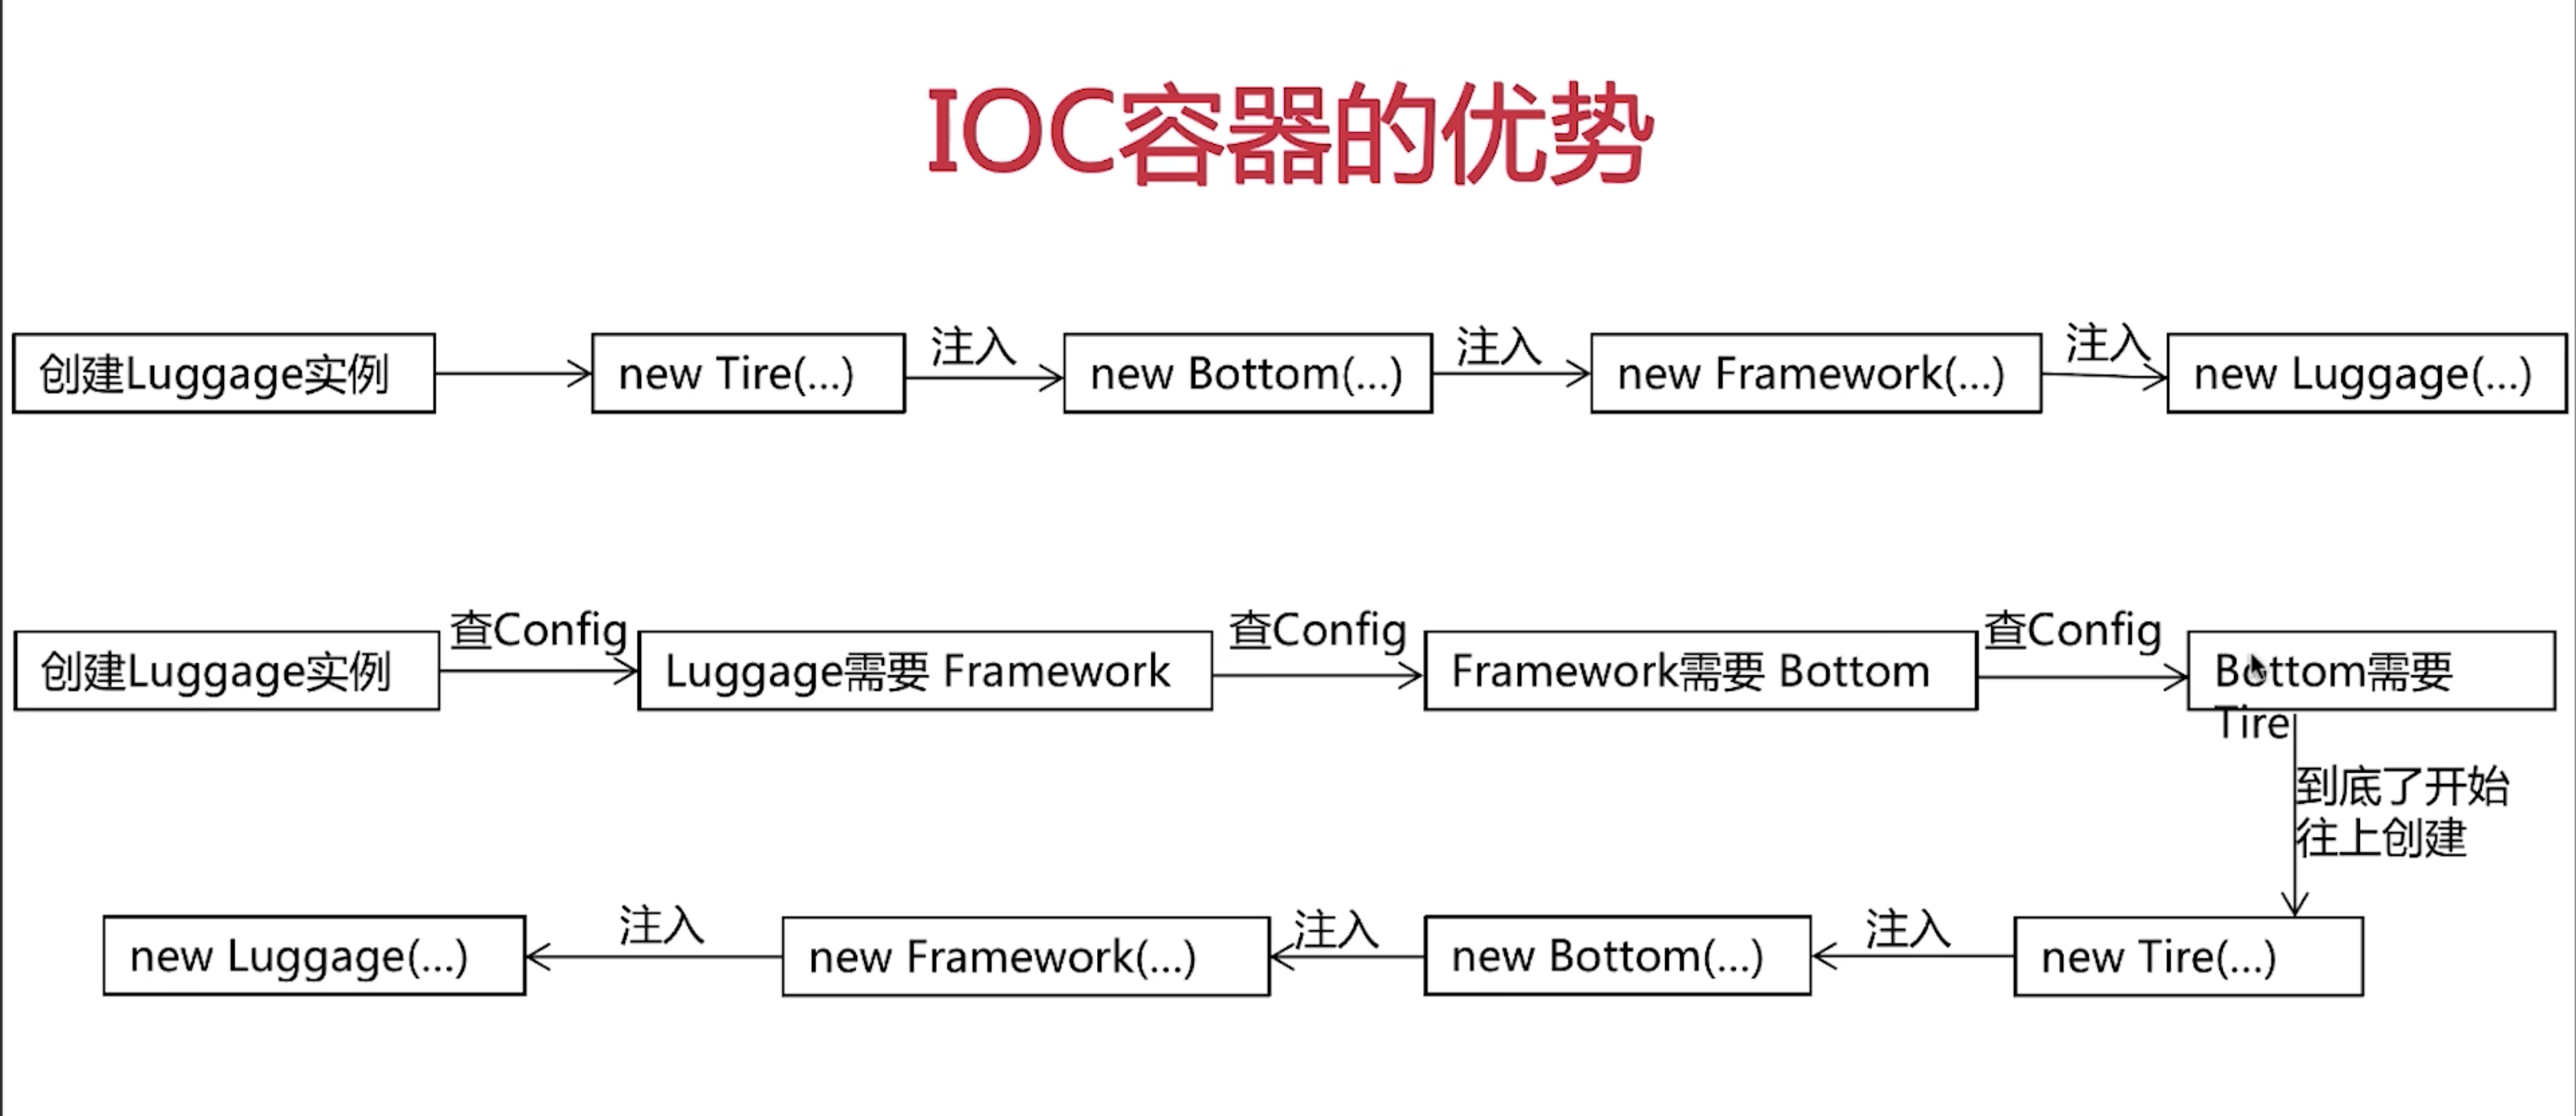 IOC容器的优势
注入 注入 注入
创建Luggage实例 new Tire(...) new Bottom(...) new Framework(...) new Luggage(...)
查Config 查Config 查Config
创建Luggage实例 Luggage需要 Framework Framework需要 Bottom Bottom需要
Tire
到底了开始
往上创建
注入 注入 注入
new Luggage(...) new Framework(...) new Bottom(...) new Tire(...)